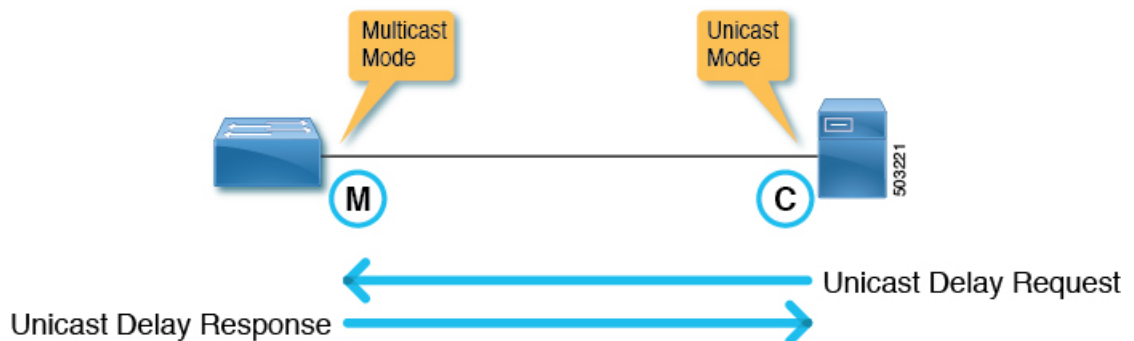 Multicast
Mode
Unicast
Mode
M
C
503221
Unicast Delay Request
Unicast Delay Response